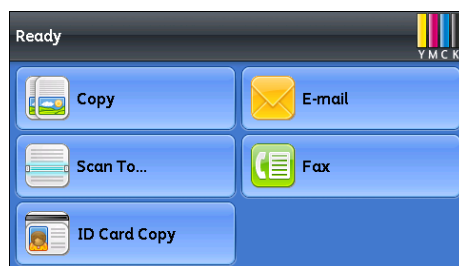 Ready
Y M C K
Copy
E-mail
Scan To...
Fax
ID Card Copy